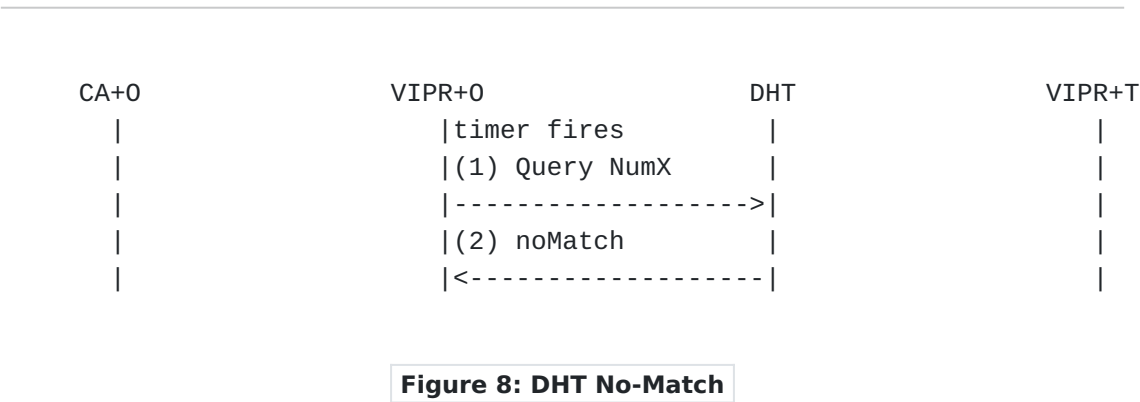 CA+O VIPR+O DHT VIPR+T
| |timer fires | |
| |(1) Query NumX | |
| |------------------->| |
| |(2) noMatch | |
| |<-------------------| |
Figure 8: DHT No-Match